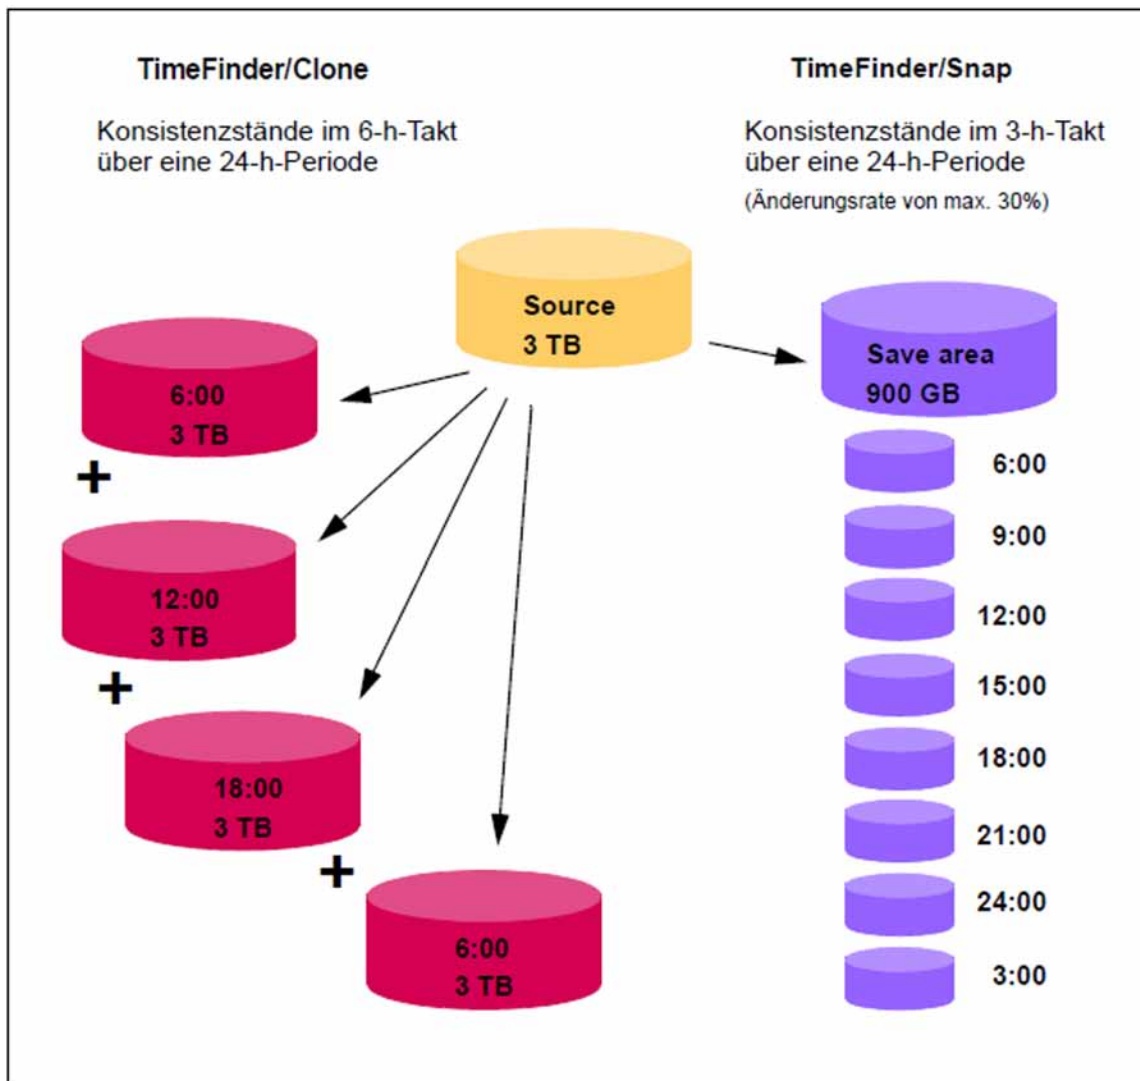 TimeFinder/Clone
Konsistenzstände im 6-h-Takt
über eine 24-h-Periode
TimeFinder/Snap
Konsistenzstände im 3-h-Takt
über eine 24-h-Periode
(Änderungsrate von max. 30%)
Source
3 TB
6:00
3 TB
+
12:00
3 TB
+
18:00
3 TB
+
6:00
3 TB
Save area
900 GB
6:00
9:00
12:00
15:00
18:00
21:00
24:00
3:00